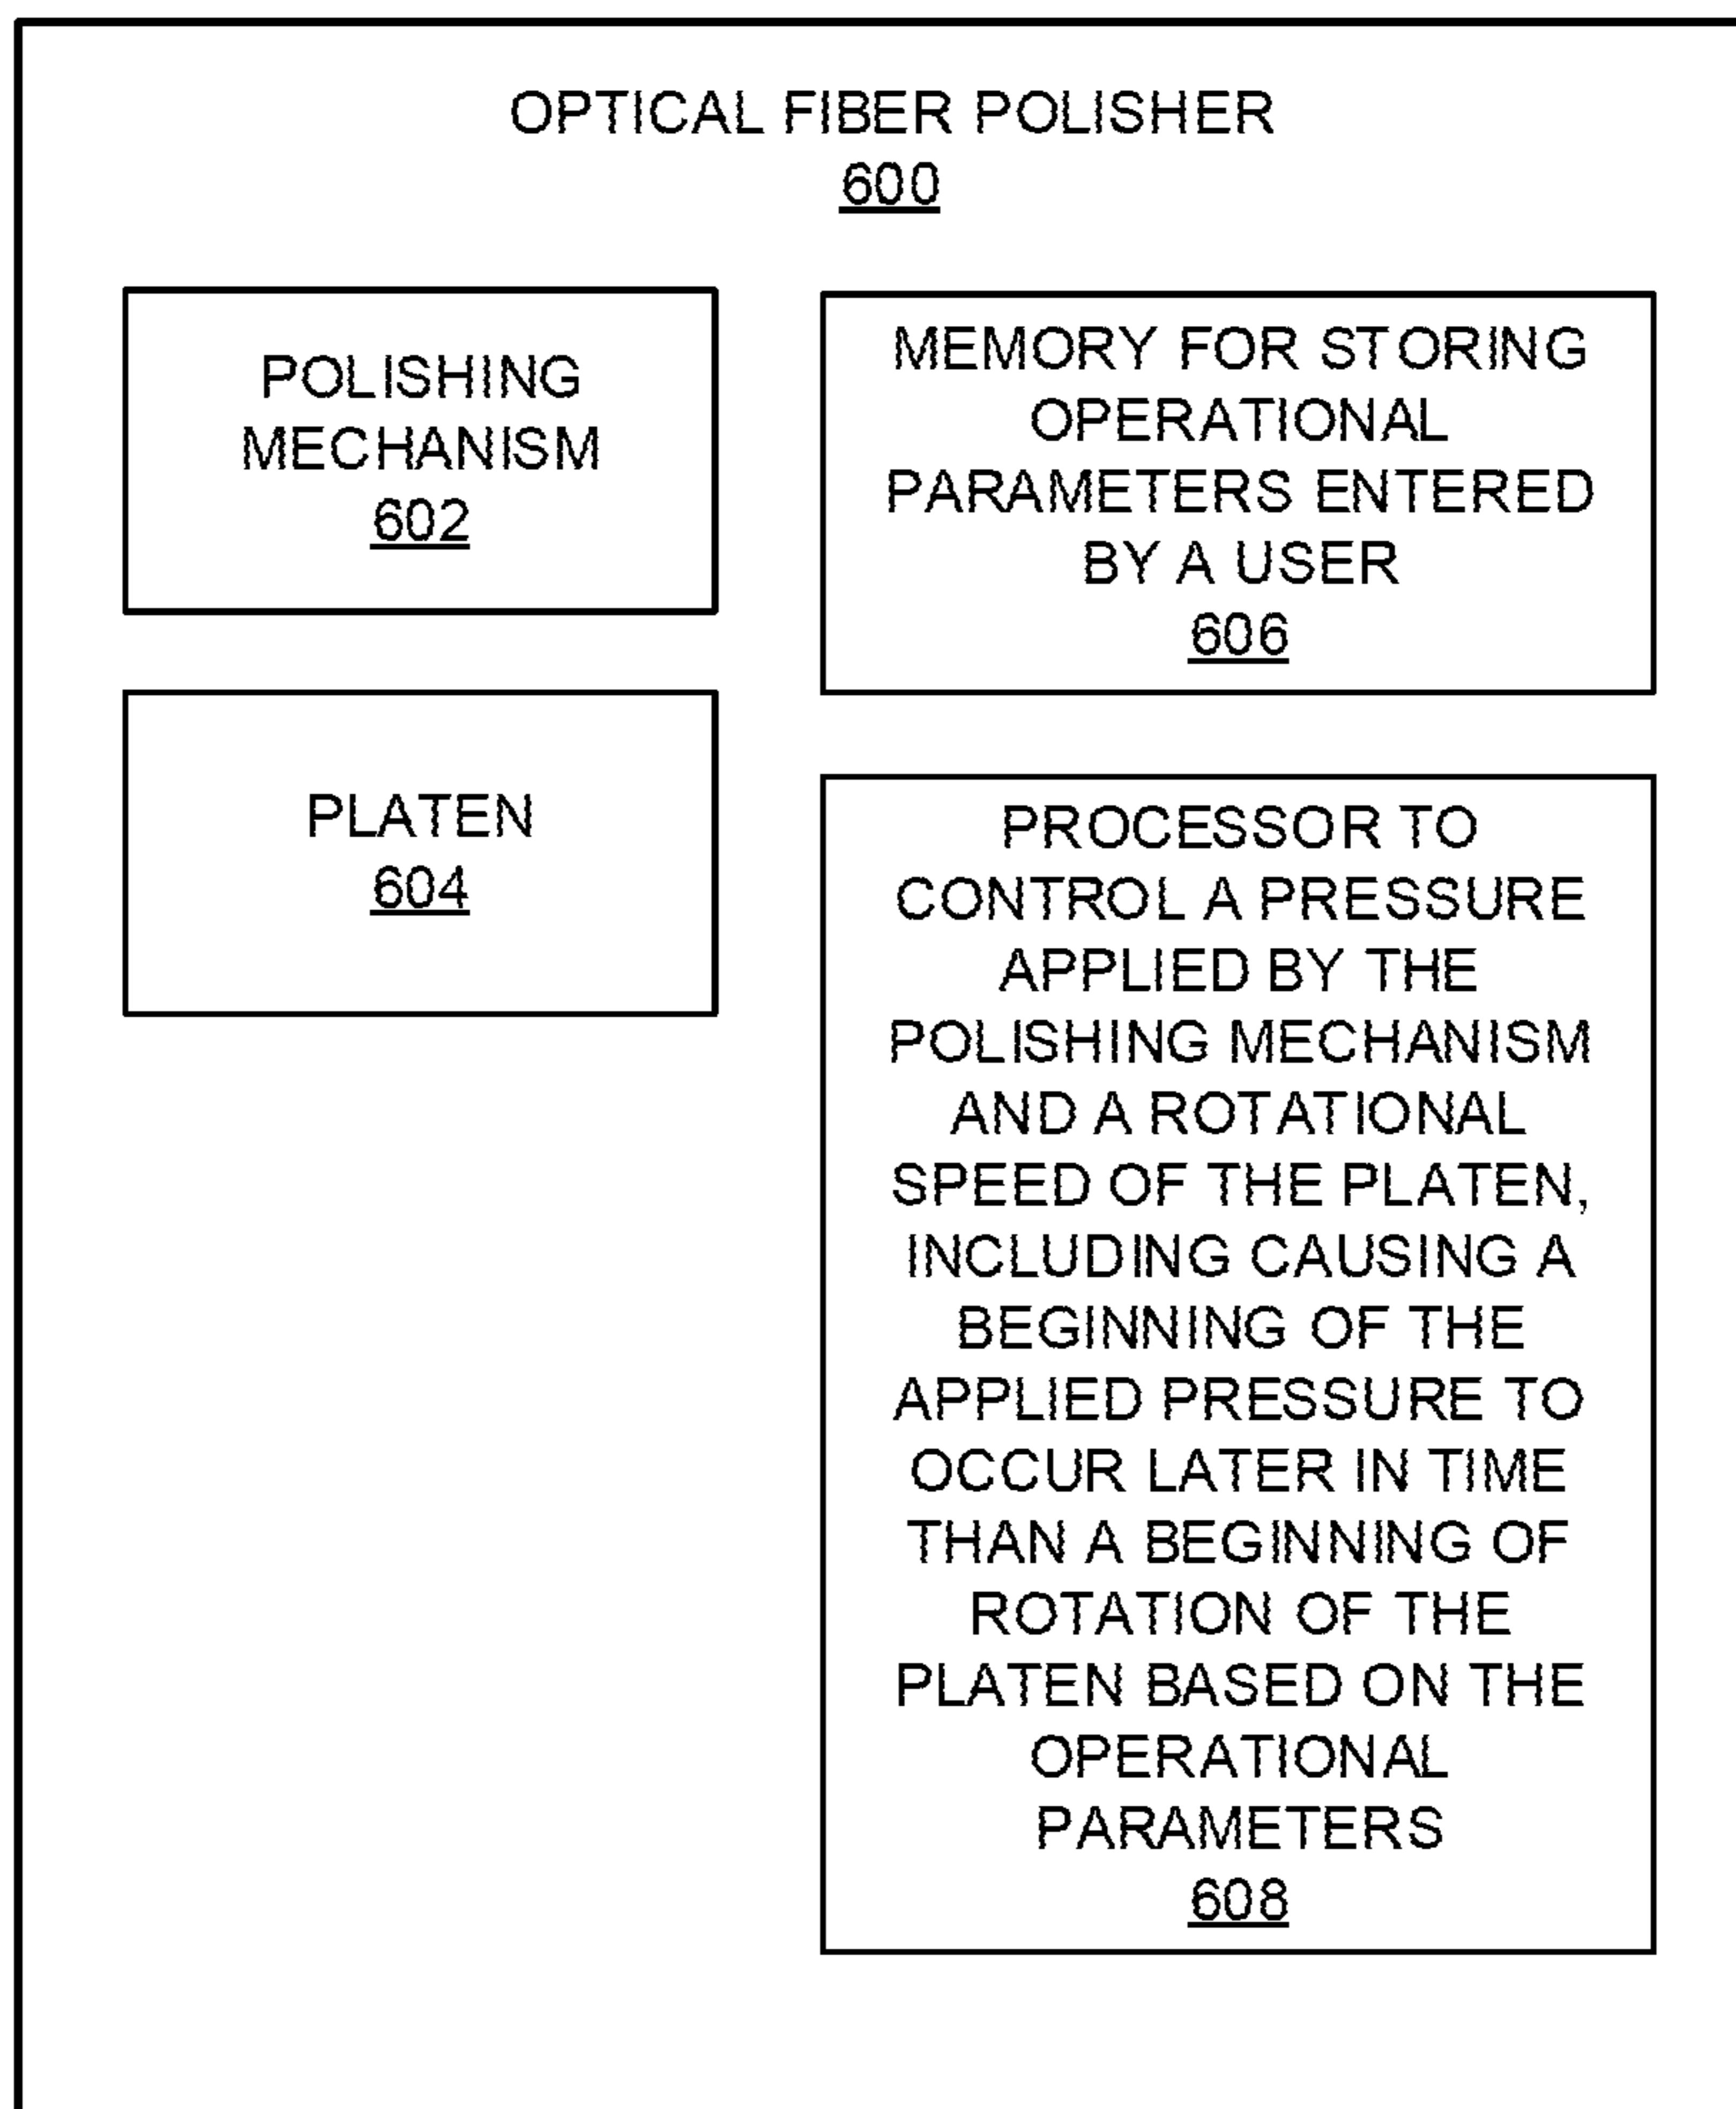 OPTICAL FIBER POLISHER
600
POLISHING
MECHANISM
602
PLATEN
604
MEMORY FOR STORING
OPERATIONAL
PARAMETERS ENTERED
BY A USER
606
PROCESSOR TO
CONTROL A PRESSURE
APPLIED BY THE
POLISHING MECHANISM
AND A ROTATIONAL
SPEED OF THE PLATEN,
INCLUDING CAUSING A
BEGINNING OF THE
APPLIED PRESSURE TO
OCCUR LATER IN TIME
THAN A BEGINNING OF
ROTATION OF THE
PLATEN BASED ON THE
OPERATIONAL
PARAMETERS
608